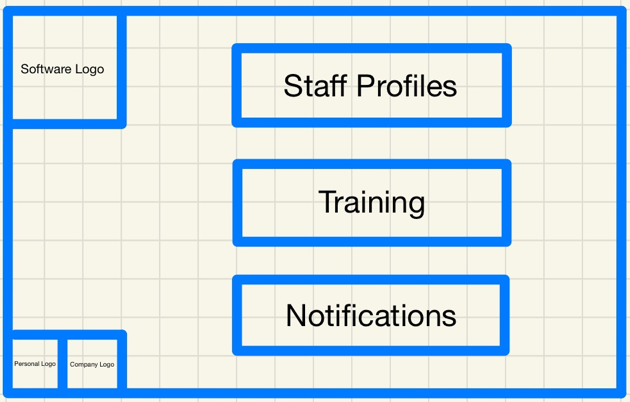 Software Logo
Staff Profiles
Training
Notifications
Personal Logo
Company Logo